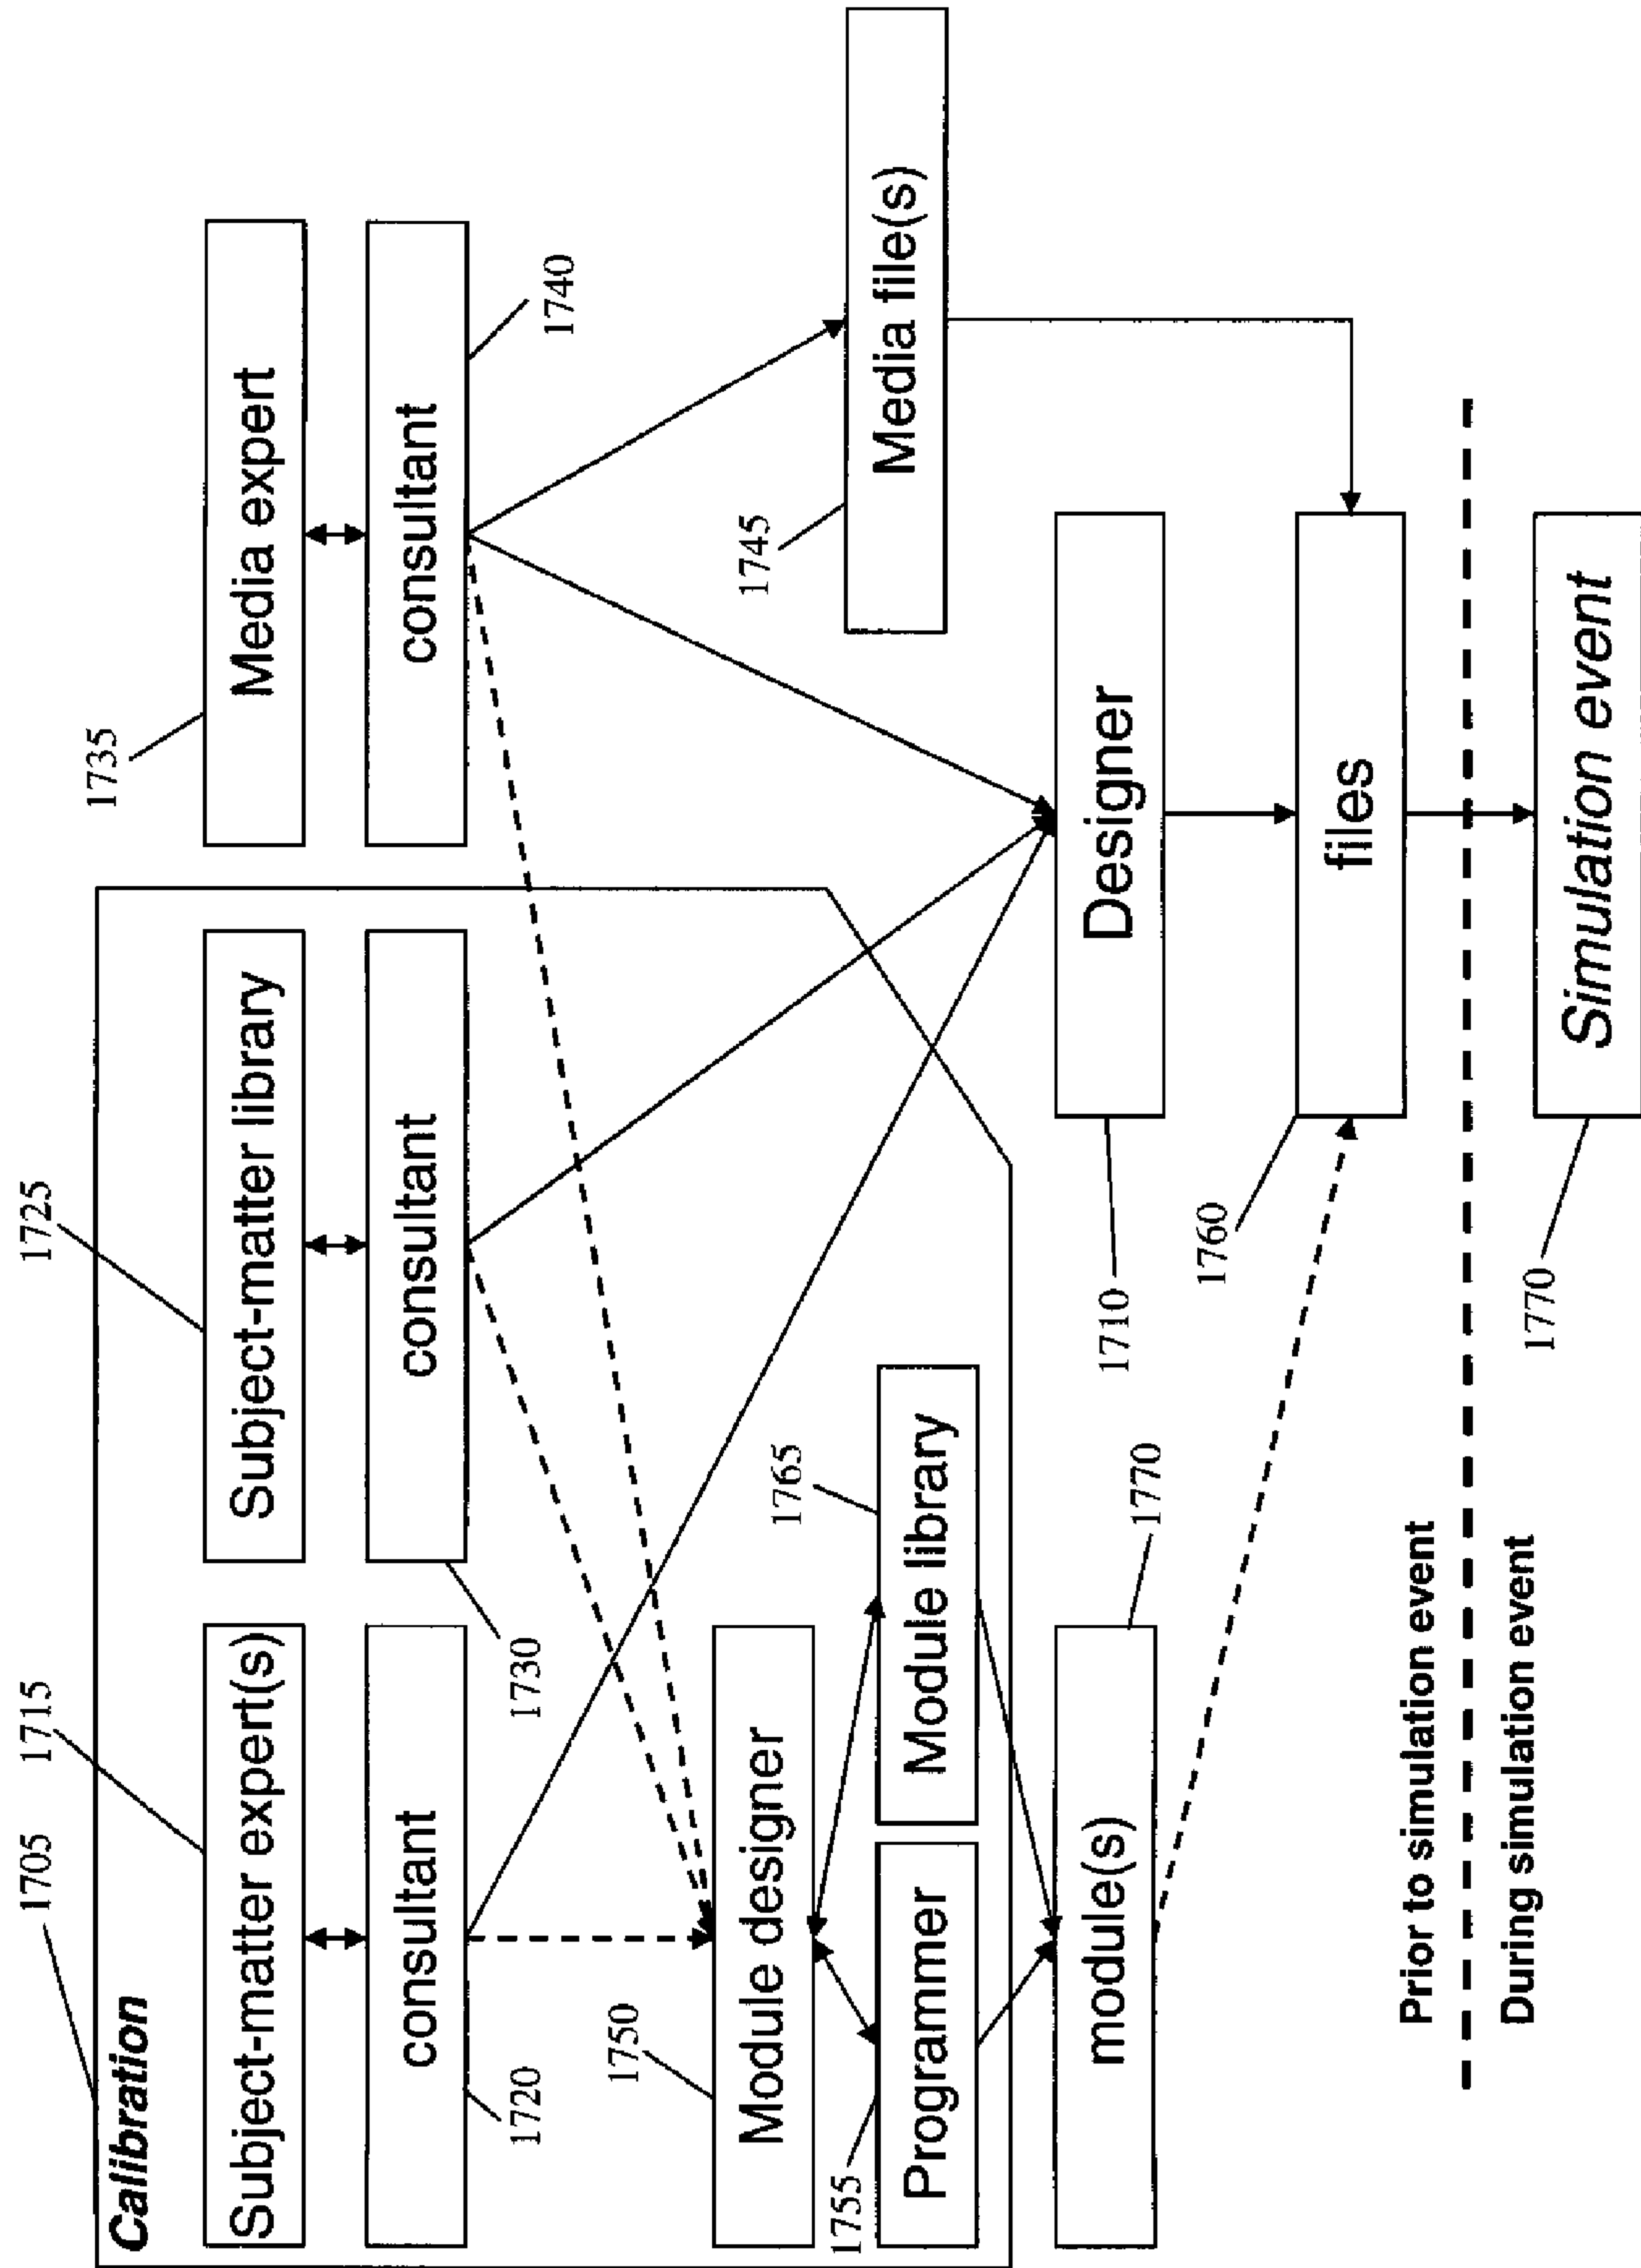 1705
1715
1725
1735
Calibration
Subject-matter expert(s)
Subject-matter library
Media expert
consultant
consultant
consultant
1720
1730
1740
1750
1745
Module designer
Media file(s)
1755
1765
Programmer
Module library
module(s)
Designer
1770
1710
1760
files
Prior to simulation event
During simulation event
1770
Simulation event